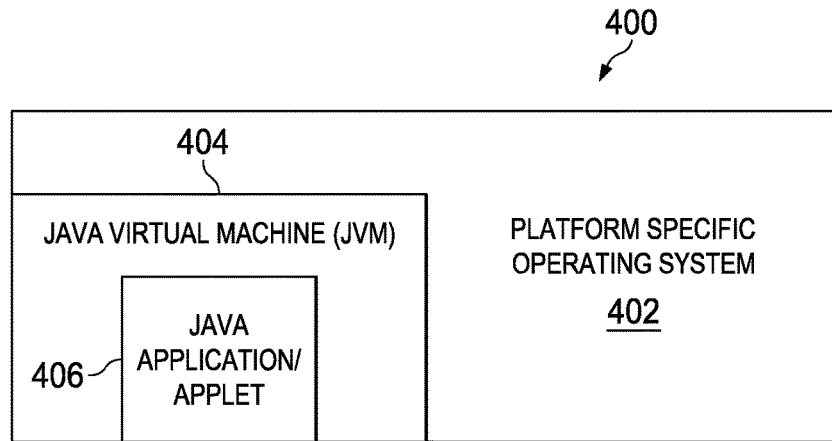 400
404
JAVA VIRTUAL MACHINE (JVM)
PLATFORM SPECIFIC
OPERATING SYSTEM
402
JAVA
APPLICATION/
APPLET
406